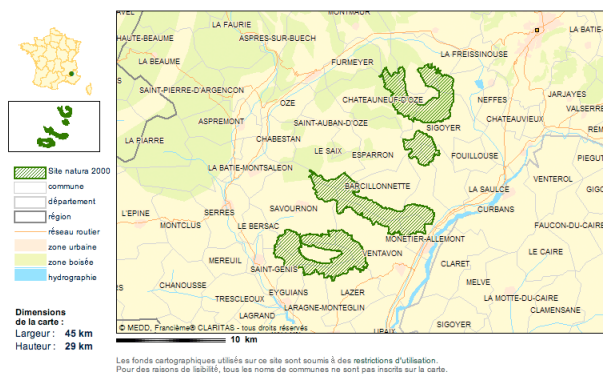 RAVEL
LA FAURIE
MONTMAUR
LA BATIE-
HAUTE-BEAUME
ASPRES-SUR-BUECH
LA FREISSINOUSE
LA BEAUME
FURMEYER
SAINT-PIERRE-D'ARGENCON
JARJAYES
OZE
CHATEAUNEUF-D'OZE
NEFFES
VALSERRES
ASPREMONT
SAINT-AUBAN-D'OZE
CHATEAUVIEUX
SIGOYER
REM
LA PIARRE
CHABESTAN
LE SAIX
ESPARRON
FOUILLOUSE
PIEGUT
LA BATIE-MONTSALEON
VENTEROL
BARCILLONNETTE
LA SAULCE
GIGO
L'EPINE
SERRES
SAVOURNON
CURBANS
MONTCLUS
LE BERSAC
FAUCON-DU-CAIRE
MONETIER-ALLEMONT
MEREUIL
VENTAVON
LE CAIRE
SAINT-GENIS
CLARET
CHANOUSSE
EYGUIANS
LAZER
MELVE
TRESCLEOUX
LA MOTTE-DU-CAIRE
LARAGNE-MONTEGLIN
CLAMENSANE
LAGRAND
SIGOYER
UPAIX
© MEDD, Francième® CLARITAS - tous droits réservés
10 km
Site natura 2000
commune
département
région
réseau routier
zone urbaine
zone boisée
hydrographie
Dimensions
de la carte :
Largeur : 45 km
Hauteur : 29 km
Les fonds cartographiques utilisés sur ce site sont soumis à des restrictions d'utilisation.
Pour des raisons de lisibilité, tous les noms de communes ne sont pas inscrits sur la carte.